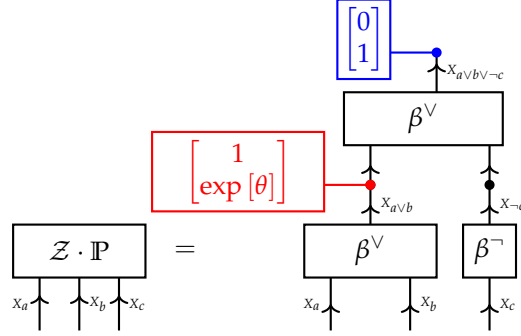 [0
1]
X_{a∨b∨¬c}
β^∨
[1
exp [θ]]
X_{a∨b}
X_{¬c}
𝒵 · ℙ
=
β^∨
β^¬
X_a
X_b
X_c
X_a
X_b
X_c